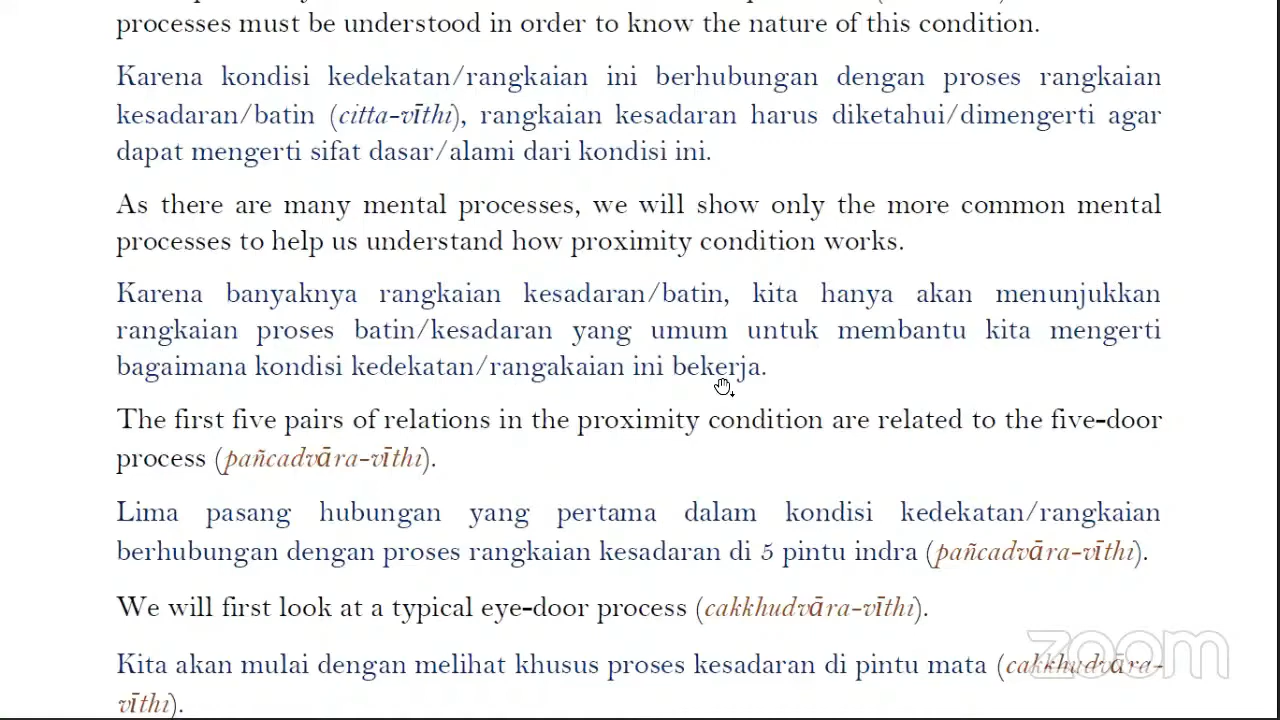 processes must be understood in order to know the nature of this condition.
Karena kondisi kedekatan/rangkaian ini berhubungan dengan proses rangkaian
kesadaran/batin (citta-vīthi), rangkaian kesadaran harus diketahui/dimengerti agar
dapat mengerti sifat dasar/alami dari kondisi ini.
As there are many mental processes, we will show only the more common mental
processes to help us understand how proximity condition works.
Karena banyaknya rangkaian kesadaran/batin, kita hanya akan menunjukkan
rangkaian proses batin/kesadaran yang umum untuk membantu kita mengerti
bagaimana kondisi kedekatan/rangakaian ini bekerja.
The first five pairs of relations in the proximity condition are related to the five-door
process (pañcadvāra-vīthi).
Lima pasang hubungan yang pertama dalam kondisi kedekatan/rangkaian
berhubungan dengan proses rangkaian kesadaran di 5 pintu indra (pañcadvāra-vīthi).
We will first look at a typical eye-door process (cakkhudvāra-vīthi).
Kita akan mulai dengan melihat khusus proses kesadaran di pintu mata (cakkhudvāra-
vīthi).
zoom